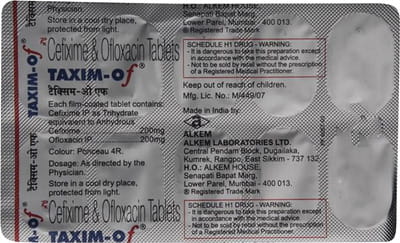 Physician.
Store in a cool dry place,
protected from light.
Cefixime & Ofloxacin Tablets
TAXIM-Of®
टैक्सिम-ओ एफ
Each film-coated tablet contains:
Cefixime IP as Trihydrate
equivalent to Anhydrous
Cefixime 200mg
Ofloxacin IP 200mg
Colour: Ponceau 4R.
Dosage: As directed by the
Physician.
Store in a cool dry place,
protected from light.
Cefixime & Ofloxacin Tablets
TAXIM-Of®
H.O.: ALKEM HOUSE,
Senapati Bapat Marg,
Lower Parel, Mumbai - 400 013.
® Registered Trade Mark
SCHEDULE H1 DRUG - WARNING:
- It is dangerous to take this preparation except
in accordance with the medical advice.
- Not to be sold by retail without the prescription
of a Registered Medical Practitioner.
Keep out of reach of children.
Mfg. Lic. No.: M/449/07
Made in India by:
ALKEM
ALKEM LABORATORIES LTD.
Central Pendam Block, Dugalakha,
Kumrek, Rangpo, East Sikkim - 737 132.
H.O.: ALKEM HOUSE,
Senapati Bapat Marg,
Lower Parel, Mumbai - 400 013.
® Registered Trade Mark
SCHEDULE H1 DRUG - WARNING:
- It is dangerous to take this preparation except
in accordance with the medical advice.
- Not to be sold by retail without the prescription
of a Registered Medical Practitioner.
टैक्सिम-ओ एफ
TAXIM-Of®